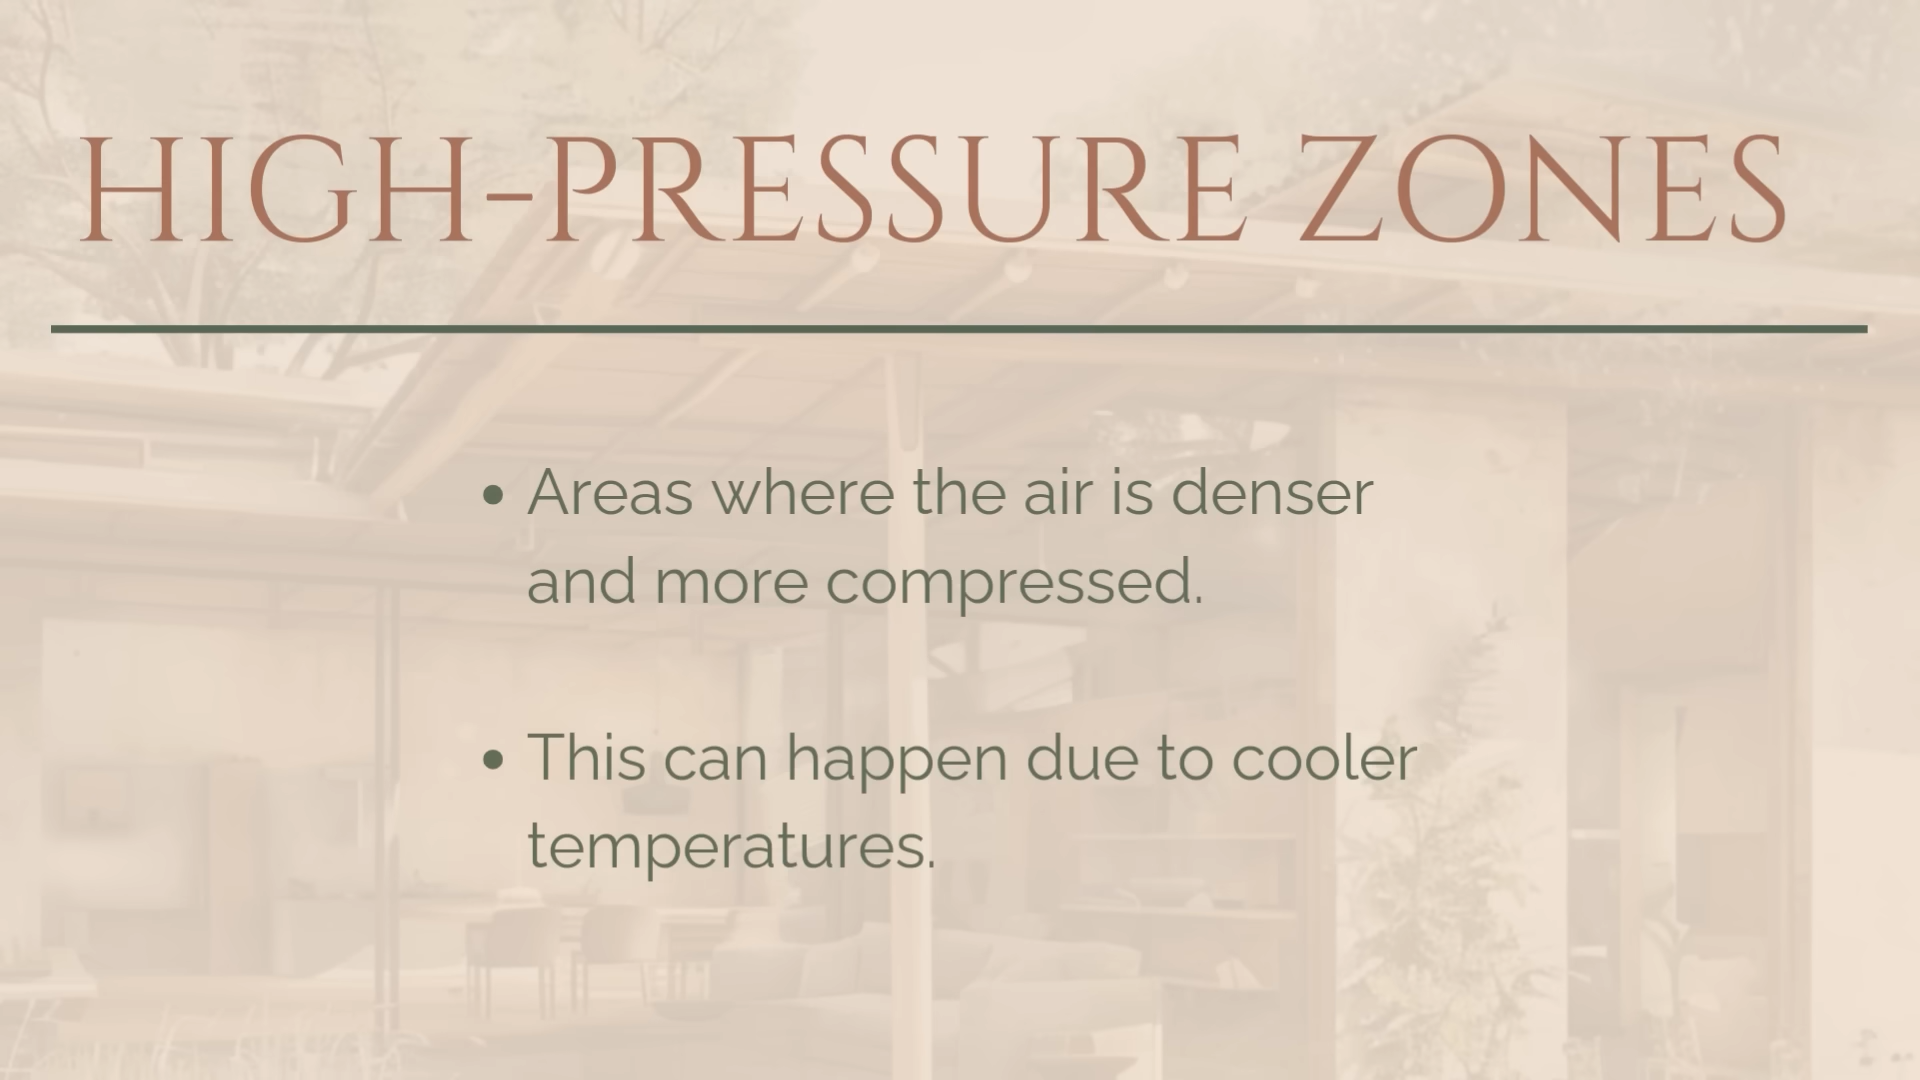 HIGH-PRESSURE ZONES
• Areas where the air is denser
and more compressed.
• This can happen due to cooler
temperatures.